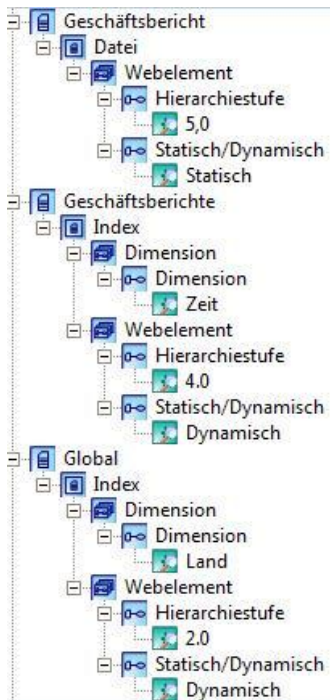 Geschäftsbericht
Datei
Webelement
Hierarchiestufe
5,0
Statisch/Dynamisch
Statisch
Geschäftsberichte
Index
Dimension
Dimension
Zeit
Webelement
Hierarchiestufe
4.0
Statisch/Dynamisch
Dynamisch
Global
Index
Dimension
Dimension
Land
Webelement
Hierarchiestufe
2.0
Statisch/Dynamisch
Dynamisch